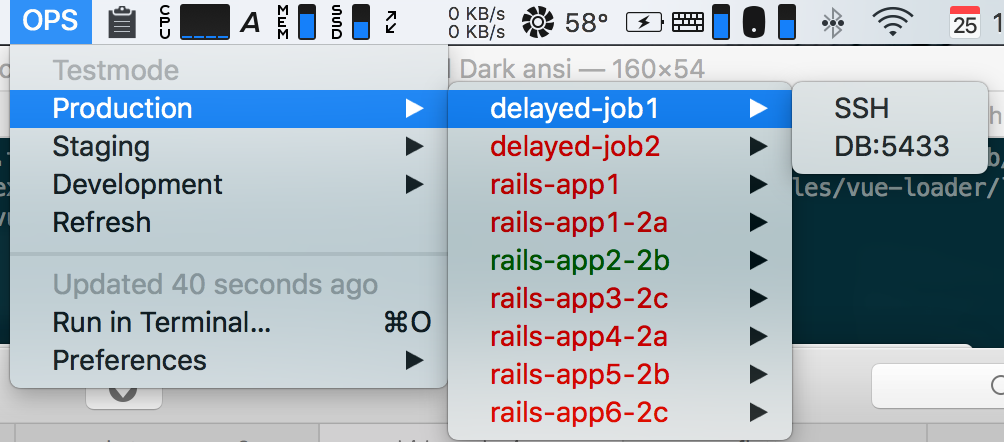 OPS CPU A MEM SSD 0 KB/s 58° 25
0 KB/s
Testmode
Dark ansi — 160×54
Production
delayed-job1
SSH
Staging
delayed-job2
DB:5433
Development
rails-app1
les/vue-loader/
Refresh
rails-app1-2a
rails-app2-2b
Updated 40 seconds ago
rails-app3-2c
Run in Terminal... ⌘O
rails-app4-2a
Preferences
rails-app5-2b
rails-app6-2c